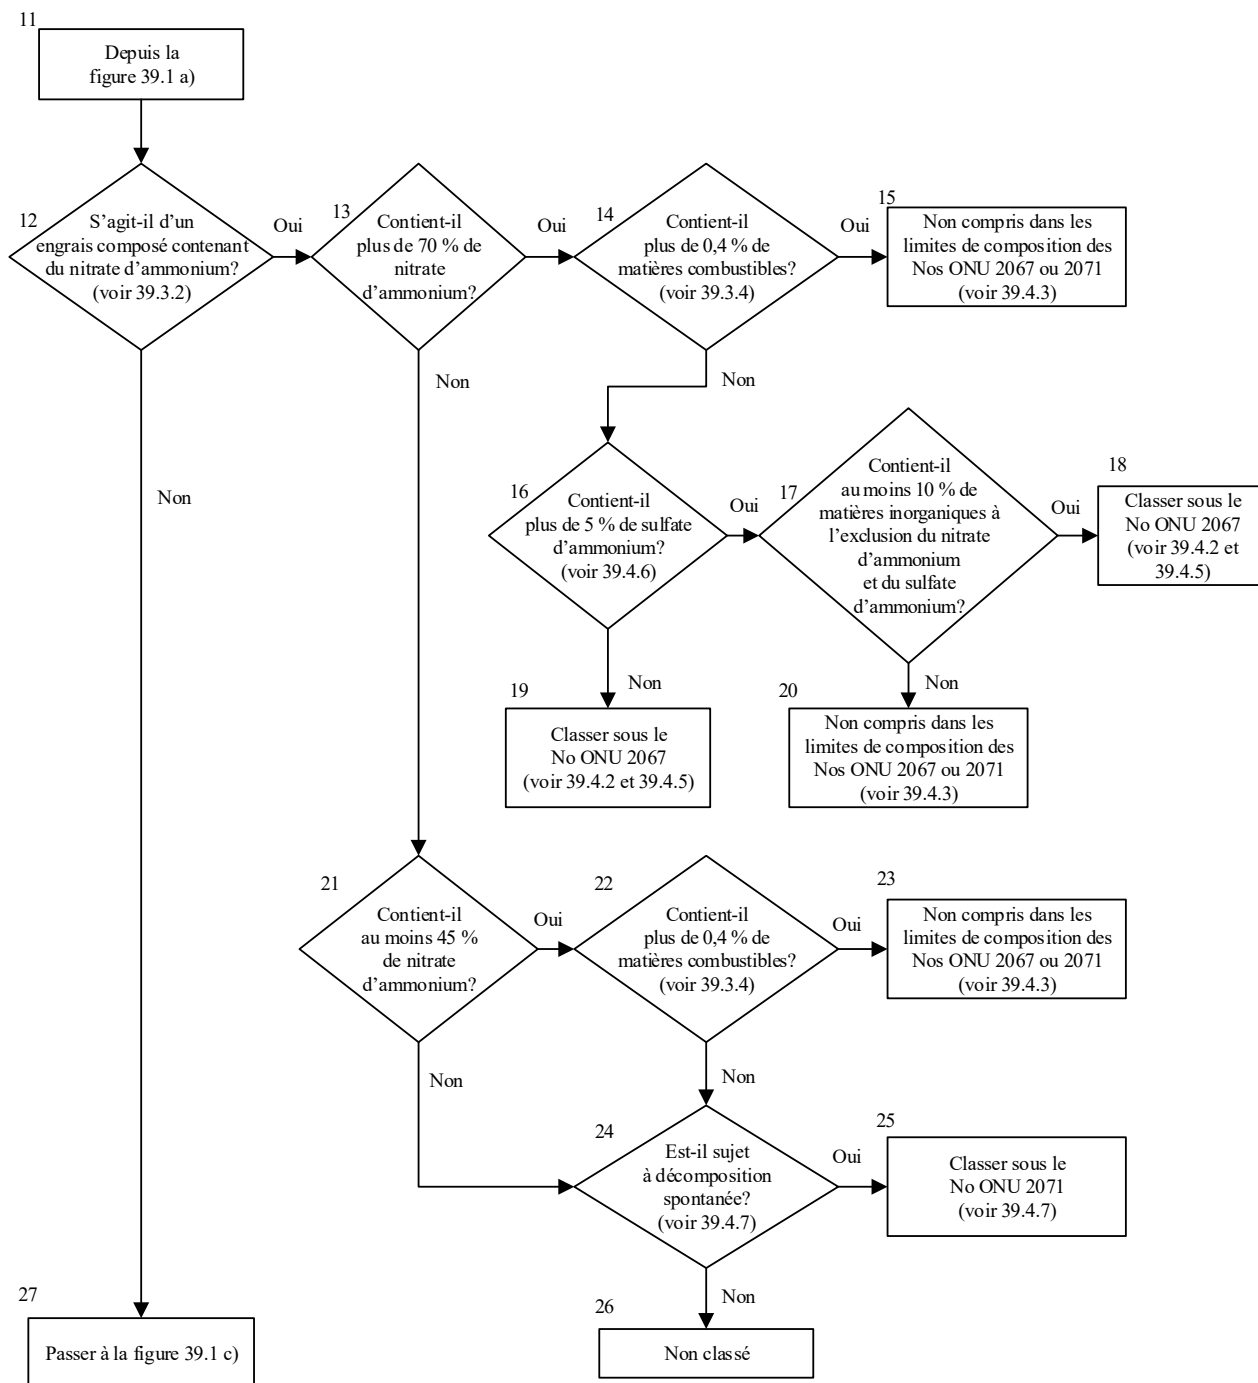 11
Depuis la
figure 39.1 a)
12
S’agit-il d’un
engrais composé contenant
du nitrate d’ammonium?
(voir 39.3.2)
Oui
13
Contient-il
plus de 70 % de
nitrate
d’ammonium?
Oui
14
Contient-il
plus de 0,4 % de
matières combustibles?
(voir 39.3.4)
Oui
15
Non compris dans les
limites de composition des
Nos ONU 2067 ou 2071
(voir 39.4.3)
Non
Non
Non
16
Contient-il
plus de 5 % de sulfate
d’ammonium?
(voir 39.4.6)
Oui
17
Contient-il
au moins 10 % de
matières inorganiques à
l’exclusion du nitrate
d’ammonium
et du sulfate
d’ammonium?
Oui
18
Classer sous le
No ONU 2067
(voir 39.4.2 et
39.4.5)
Non
19
Classer sous le
No ONU 2067
(voir 39.4.2 et 39.4.5)
Non
20
Non compris dans les
limites de composition des
Nos ONU 2067 ou 2071
(voir 39.4.3)
21
Contient-il
au moins 45 %
de nitrate
d’ammonium?
Oui
22
Contient-il
plus de 0,4 % de
matières combustibles?
(voir 39.3.4)
Oui
23
Non compris dans les
limites de composition des
Nos ONU 2067 ou 2071
(voir 39.4.3)
Non
Non
24
Est-il sujet
à décomposition
spontanée?
(voir 39.4.7)
Oui
25
Classer sous le
No ONU 2071
(voir 39.4.7)
Non
26
Non classé
27
Passer à la figure 39.1 c)